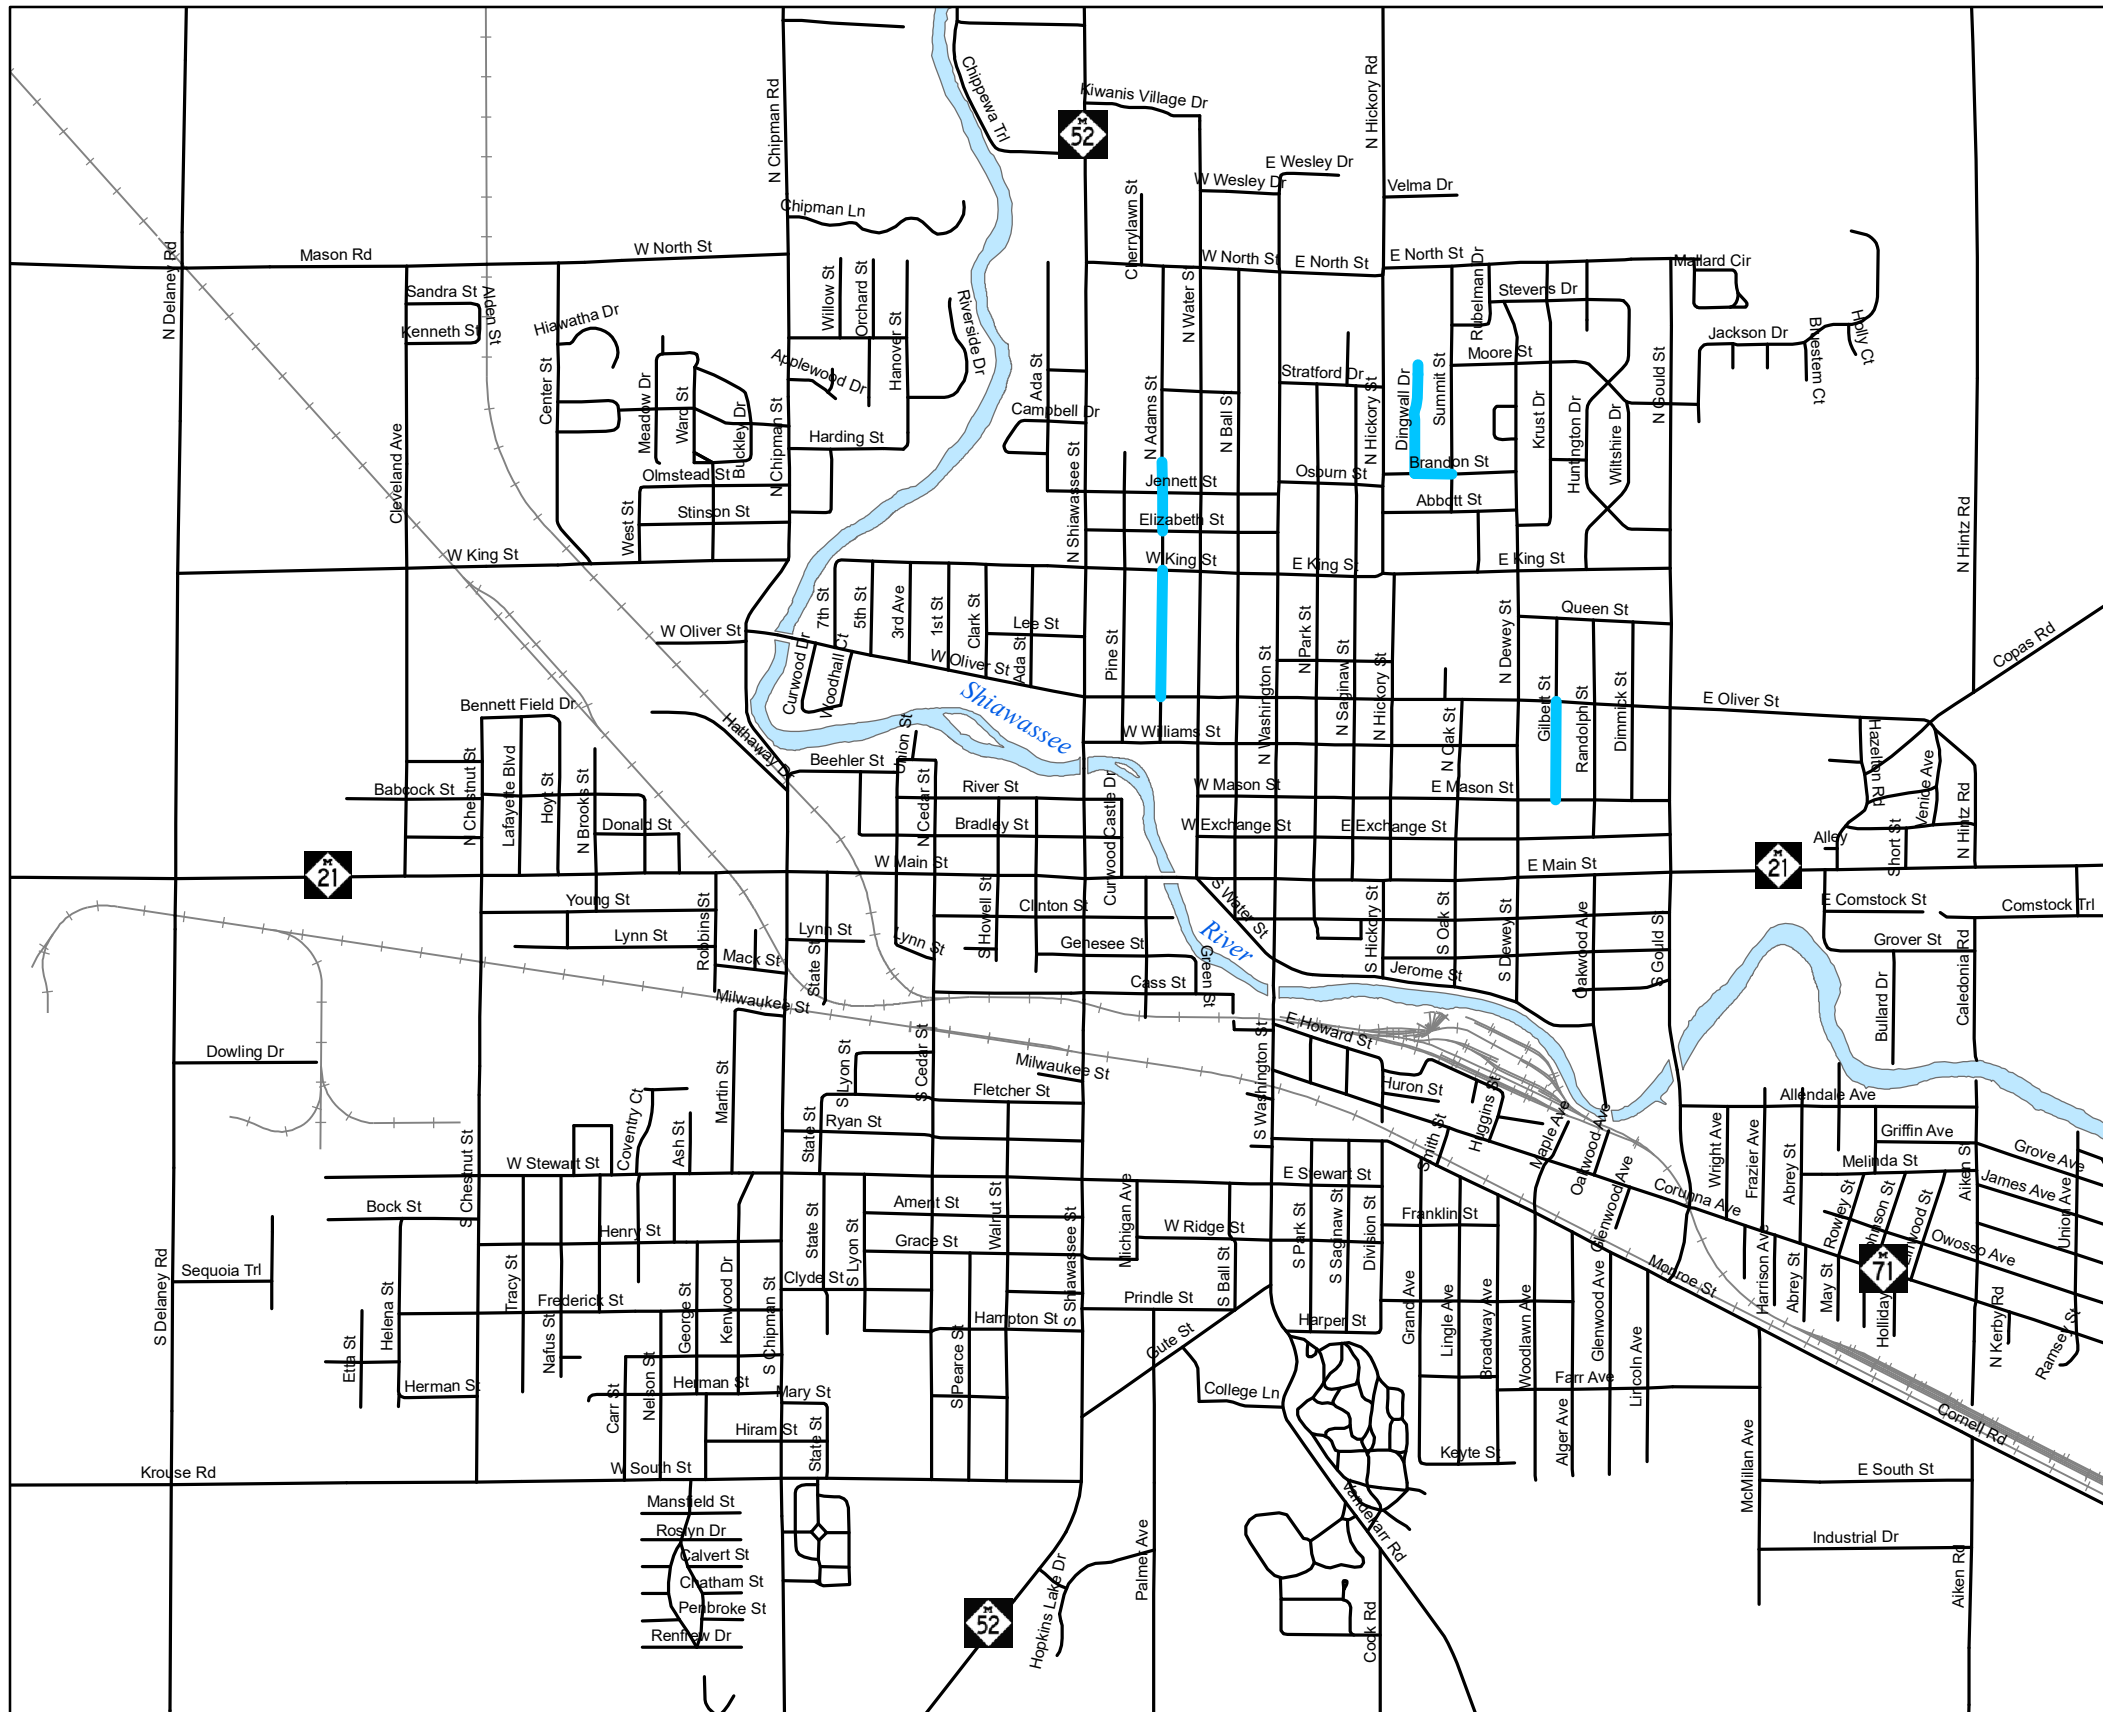 Chippewa Trl
Kiwanis Village Dr
M
52
N Chipman Rd
N Hickory Rd
E Wesley Dr
W Wesley Dr
Velma Dr
Cherrylawn St
Chipman Ln
N Delaney Rd
Mason Rd
W North St
W North St
E North St
E North St
Mallard Cir
Sandra St
Kenneth St
Alden St
Hiawatha Dr
Willow St
Orchard St
Hanover St
Riverside Dr
N Water St
Rubelman Dr
Stevens Dr
Jackson Dr
Bluestem Ct
Holly Ct
Center St
Meadow Dr
Ward St
Buckley Dr
Applewood Dr
N Chipman St
Harding St
Ada St
Campbell Dr
N Adams St
N Ball St
Stratford Dr
N Hickory St
Dingwall Dr
Summit St
Moore St
Krust Dr
Huntington Dr
Wiltshire Dr
N Gould St
Cleveland Ave
Olmstead St
Stinson St
West St
N Shiawassee St
Jennett St
Elizabeth St
Osburn St
Brandon St
Abbott St
N Hintz Rd
W King St
W King St
E King St
E King St
7th St
5th St
3rd Ave
1st St
Clark St
Lee St
Ada St
Pine St
W Oliver St
W Oliver St
Curwood Dr
Woodhall Ct
N Park St
N Saginaw St
N Hickory St
N Washington St
N Dewey St
Queen St
Gilbert St
Randolph St
Dimmick St
Copas Rd
E Oliver St
Bennett Field Dr
Hathaway Dr
Union St
Shiawassee
W Williams St
N Oak St
Hazelton Rd
Venice Ave
N Hintz Rd
Babcock St
N Chestnut St
Lafayette Blvd
Hoyt St
N Brooks St
Donald St
Beehler St
N Cedar St
River St
Bradley St
Curwood Castle Dr
W Mason St
E Mason St
W Exchange St
E Exchange St
Alley
Short St
M
21
W Main St
E Main St
M
21
Young St
Lynn St
Robbins St
Mack St
Lynn St
State St
Lynn St
S Howell St
Clinton St
Genesee St
Cass St
Green St
S Water St
River
S Hickory St
S Oak St
S Dewey St
Jerome St
Oakwood Ave
S Gould St
E Comstock St
Comstock Trl
Grover St
Bullard Dr
Caledonia Rd
Milwaukee St
Dowling Dr
Martin St
S Lyon St
S Cedar St
Milwaukee St
Fletcher St
Ryan St
State St
E Howard St
S Washington St
Huron St
Smith St
Huggins St
Maple Ave
Oakwood Ave
Glenwood Ave
Allendale Ave
Wright Ave
Frazier Ave
Abrey St
Griffin Ave
Melinda St
Aiken St
Grove Ave
James Ave
Union Ave
Coventry Ct
Ash St
S Chestnut St
W Stewart St
E Stewart St
Corunna Ave
Rowley St
Owosso Ave
Bock St
Henry St
Ament St
Grace St
Walnut St
State St
S Lyon St
Clyde St
S Shiawassee St
Michigan Ave
W Ridge St
S Ball St
S Park St
S Saginaw St
Division St
Franklin St
Monroe St
Harrison Ave
Abrey St
May St
M
71
Holliday
N Kerby Rd
Ramsey St
Sequoia Trl
S Delaney Rd
Etta St
Helena St
Tracy St
Frederick St
Nafus St
George St
Kenwood Dr
S Chipman St
Hampton St
Prindle St
Gute St
Harper St
Grand Ave
Lingle Ave
Broadway Ave
Woodlawn Ave
Glenwood Ave
Lincoln Ave
Herman St
Herman St
Carr St
Nelson St
Mary St
Hiram St
State St
S Pearce St
College Ln
Farr Ave
Alger Ave
Keyte St
McMillan Ave
Cornell Rd
Krouse Rd
W South St
E South St
Mansfield St
Roslyn Dr
Calvert St
Chatham St
Penbroke St
Renfrew Dr
M
52
Hopkins Lake Dr
Palmer Ave
Vandekarr Rd
Cook Rd
Industrial Dr
Aiken Rd